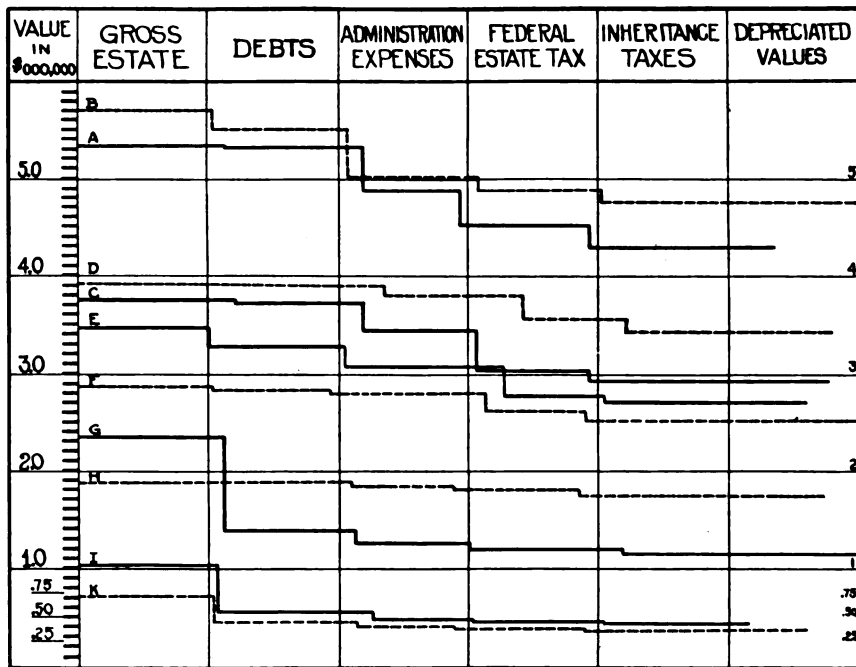 VALUE
IN
$000,000
GROSS
ESTATE
DEBTS
ADMINISTRATION
EXPENSES
FEDERAL
ESTATE TAX
INHERITANCE
TAXES
DEPRECIATED
VALUES
B
A
5.0
5
D
4.0
4
C
E
3.0
3
F
G
2.0
2
H
I
1.0
1
.75
K
.75
.50
.50
.25
.25